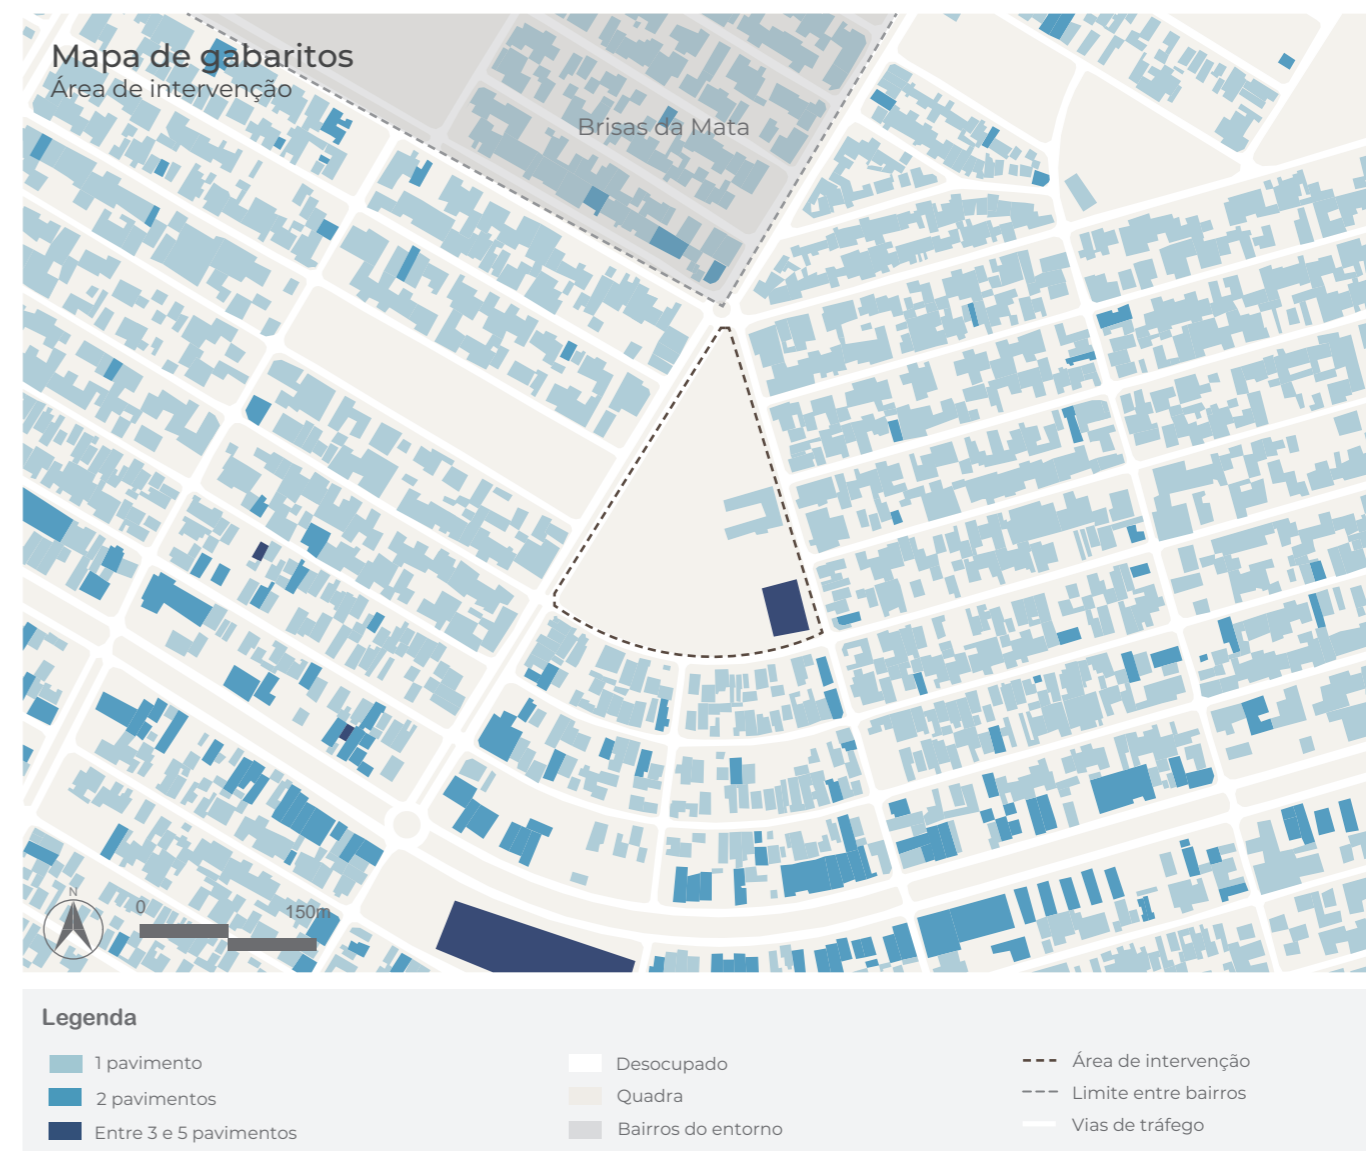 Mapa de gabaritos
Área de intervenção
Brisas da Mata
N
0
150m
Legenda
1 pavimento
2 pavimentos
Entre 3 e 5 pavimentos
Desocupado
Quadra
Bairros do entorno
Área de intervenção
Limite entre bairros
Vias de tráfego